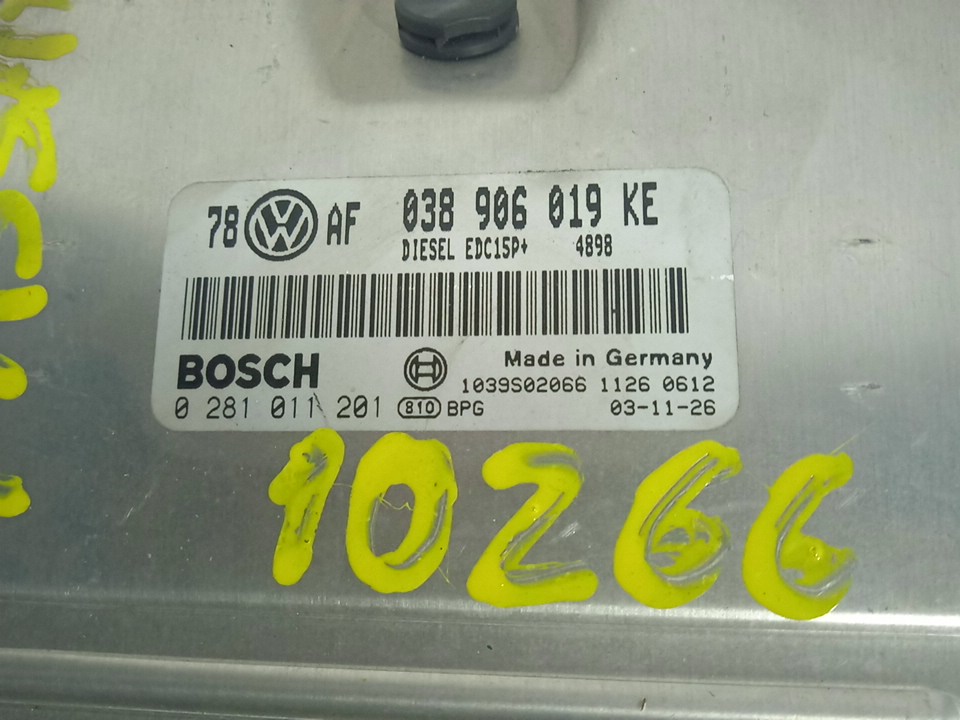 78 VW AF 038 906 019 KE
DIESEL EDC15P+ 4898
BOSCH
Made in Germany
1039S02066 1126 0612
0 281 011 201 810 BPG 03-11-26
10266